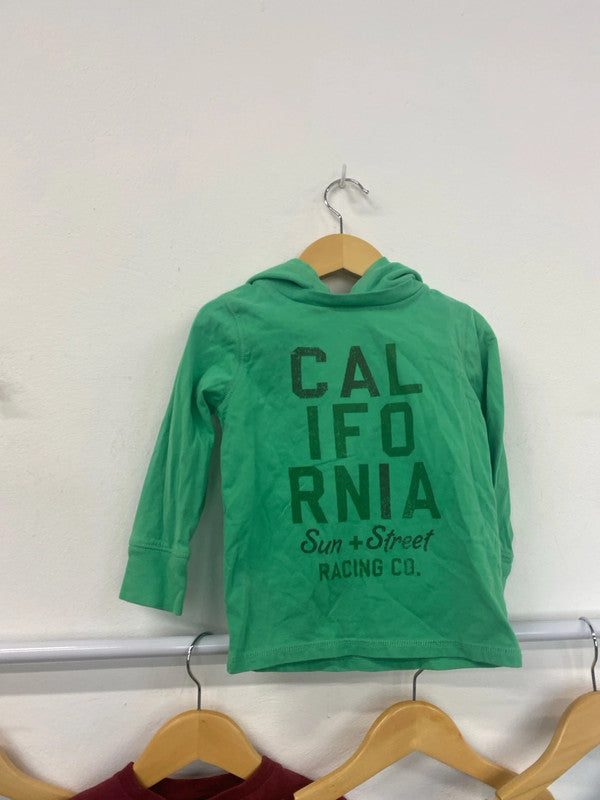 CAL
IFO
RNIA
Sun + Street
RACING CO.